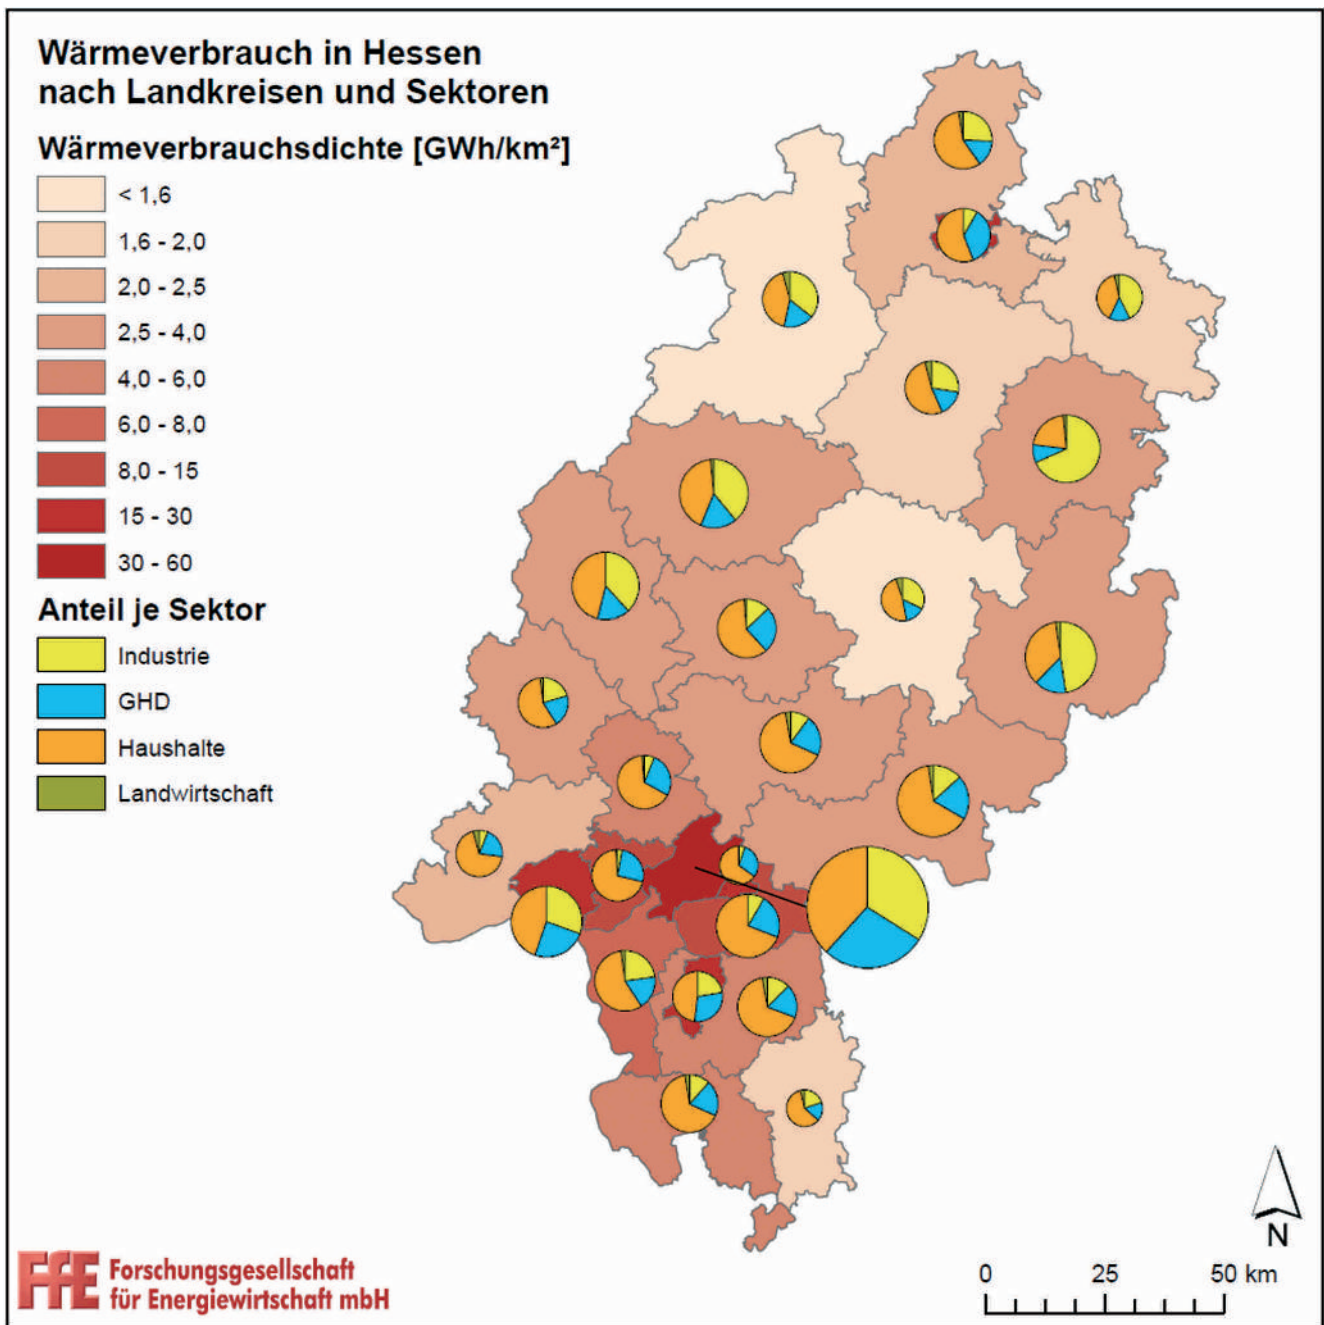 Wärmeverbrauch in Hessen
nach Landkreisen und Sektoren
Wärmeverbrauchsdichte [GWh/km²]
< 1,6
1,6 - 2,0
2,0 - 2,5
2,5 - 4,0
4,0 - 6,0
6,0 - 8,0
8,0 - 15
15 - 30
30 - 60
Anteil je Sektor
Industrie
GHD
Haushalte
Landwirtschaft
N
0 25 50 km
FfE Forschungsgesellschaft
für Energiewirtschaft mbH